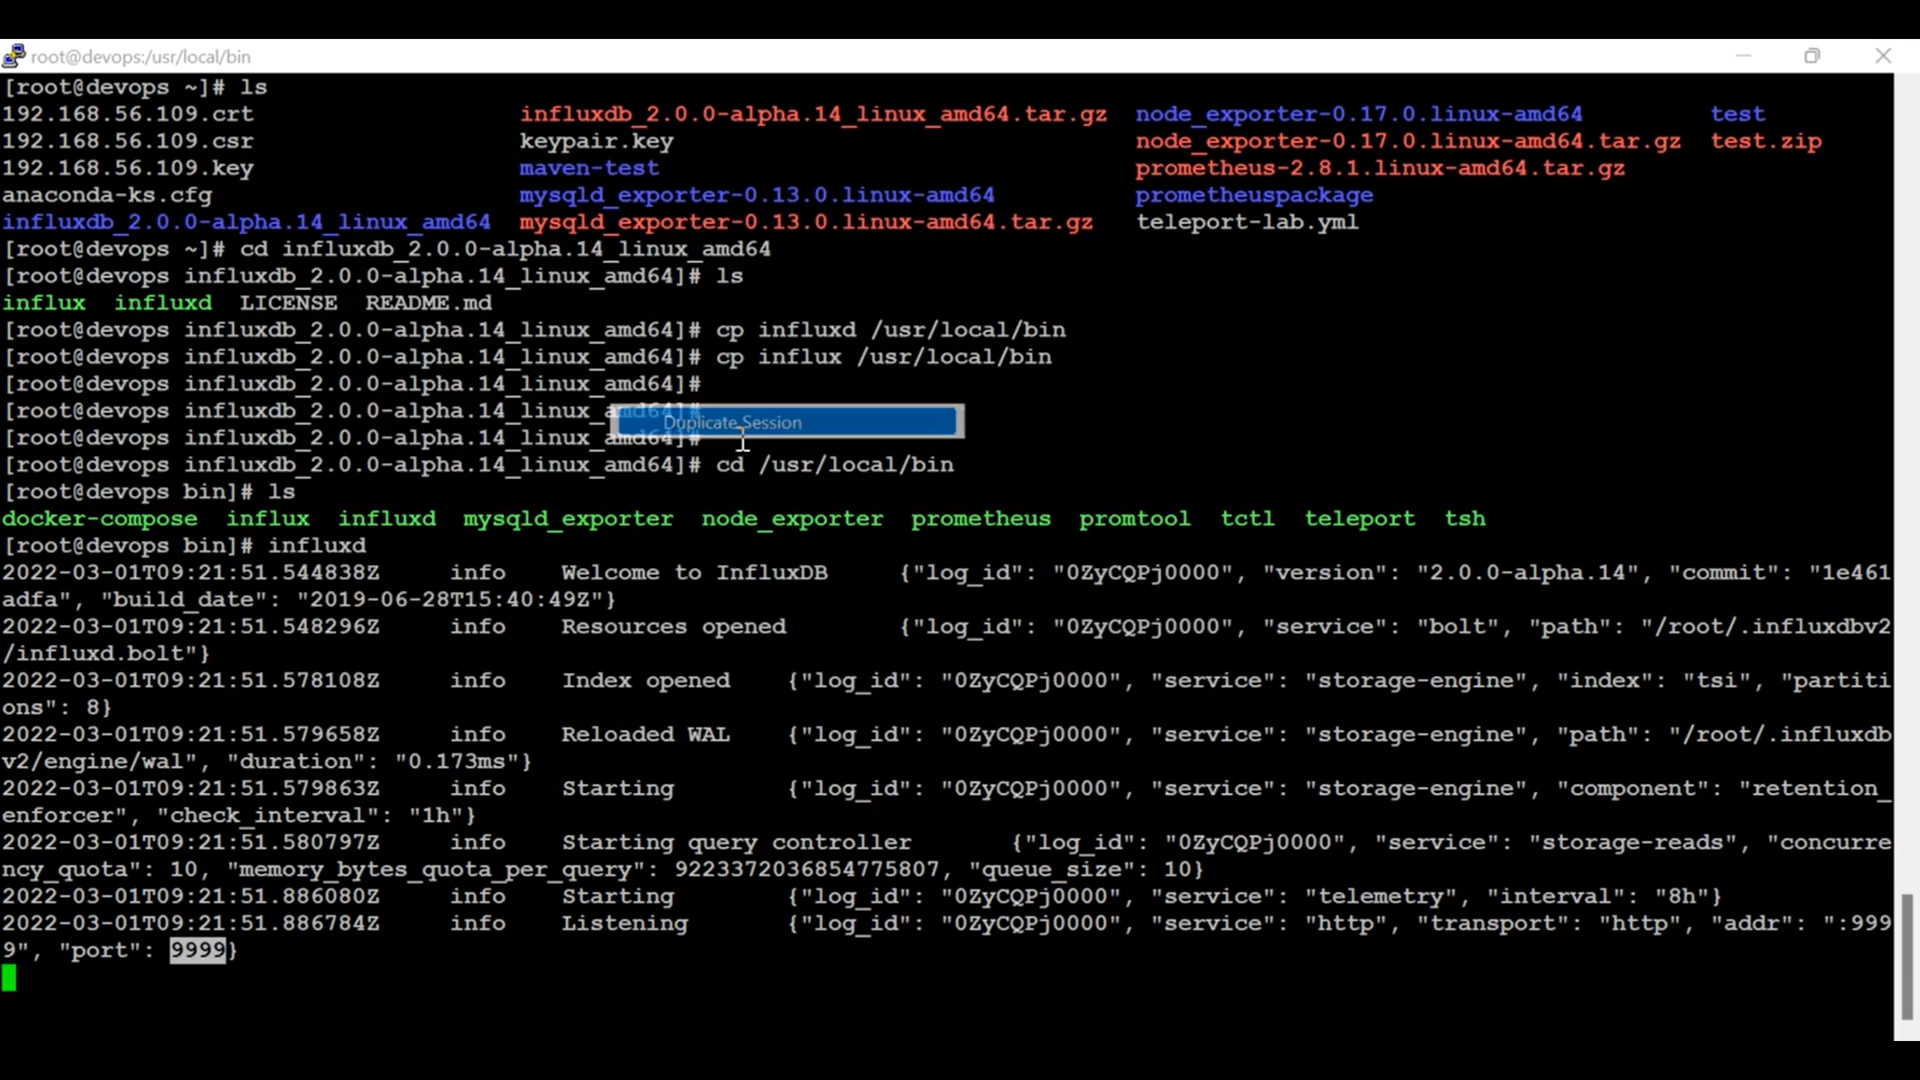 root@devops:/usr/local/bin
[root@devops ~]# ls
192.168.56.109.crt influxdb_2.0.0-alpha.14_linux_amd64.tar.gz node_exporter-0.17.0.linux-amd64 test
192.168.56.109.csr keypair.key node_exporter-0.17.0.linux-amd64.tar.gz test.zip
192.168.56.109.key maven-test prometheus-2.8.1.linux-amd64.tar.gz
anaconda-ks.cfg mysqld_exporter-0.13.0.linux-amd64 prometheuspackage
influxdb_2.0.0-alpha.14_linux_amd64 mysqld_exporter-0.13.0.linux-amd64.tar.gz teleport-lab.yml
[root@devops ~]# cd influxdb_2.0.0-alpha.14_linux_amd64
[root@devops influxdb_2.0.0-alpha.14_linux_amd64]# ls
influx influxd LICENSE README.md
[root@devops influxdb_2.0.0-alpha.14_linux_amd64]# cp influxd /usr/local/bin
[root@devops influxdb_2.0.0-alpha.14_linux_amd64]# cp influx /usr/local/bin
[root@devops influxdb_2.0.0-alpha.14_linux_amd64]#
[root@devops influxdb_2.0.0-alpha.14_linux_amd64]#
Duplicate Session
[root@devops influxdb_2.0.0-alpha.14_linux_amd64]#
[root@devops influxdb_2.0.0-alpha.14_linux_amd64]# cd /usr/local/bin
[root@devops bin]# ls
docker-compose influx influxd mysqld_exporter node_exporter prometheus promtool tctl teleport tsh
[root@devops bin]# influxd
2022-03-01T09:21:51.544838Z info Welcome to InfluxDB {"log_id": "0ZyCQPj0000", "version": "2.0.0-alpha.14", "commit": "1e461
adfa", "build_date": "2019-06-28T15:40:49Z"}
2022-03-01T09:21:51.548296Z info Resources opened {"log_id": "0ZyCQPj0000", "service": "bolt", "path": "/root/.influxdbv2
/influxd.bolt"}
2022-03-01T09:21:51.578108Z info Index opened {"log_id": "0ZyCQPj0000", "service": "storage-engine", "index": "tsi", "partiti
ons": 8}
2022-03-01T09:21:51.579658Z info Reloaded WAL {"log_id": "0ZyCQPj0000", "service": "storage-engine", "path": "/root/.influxdb
v2/engine/wal", "duration": "0.173ms"}
2022-03-01T09:21:51.579863Z info Starting {"log_id": "0ZyCQPj0000", "service": "storage-engine", "component": "retention_
enforcer", "check_interval": "1h"}
2022-03-01T09:21:51.580797Z info Starting query controller {"log_id": "0ZyCQPj0000", "service": "storage-reads", "concurre
ncy_quota": 10, "memory_bytes_quota_per_query": 9223372036854775807, "queue_size": 10}
2022-03-01T09:21:51.886080Z info Starting {"log_id": "0ZyCQPj0000", "service": "telemetry", "interval": "8h"}
2022-03-01T09:21:51.886784Z info Listening {"log_id": "0ZyCQPj0000", "service": "http", "transport": "http", "addr": ":999
9", "port": 9999}